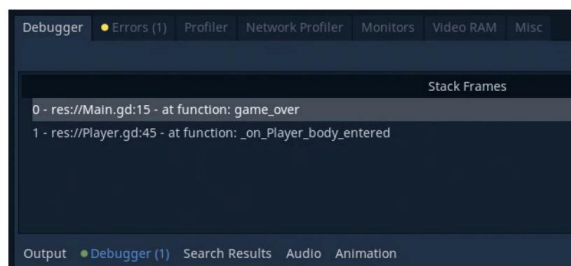 Debugger Errors (1) Profiler Network Profiler Monitors Video RAM Misc
Stack Frames
0 - res://Main.gd:15 - at function: game_over
1 - res://Player.gd:45 - at function: _on_Player_body_entered
Output Debugger (1) Search Results Audio Animation